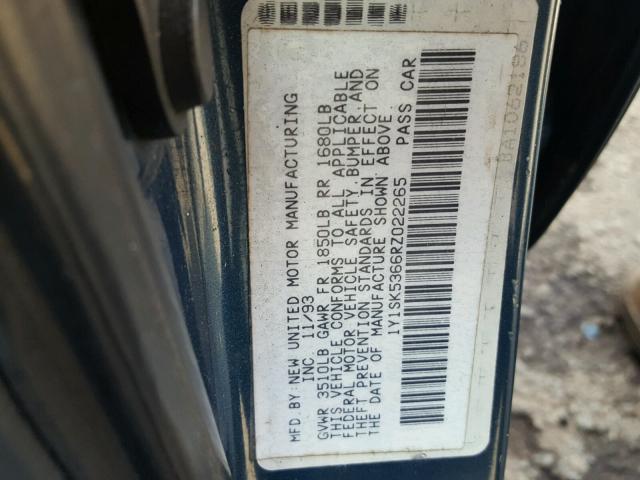 MFD.BY NEW UNITED MOTOR MANUFACTURING
INC. 11/93
GVWR 3510LB GAWR FR 1850LB RR 1680LB
THIS VEHICLE CONFORMS TO ALL APPLICABLE
FEDERAL MOTOR VEHICLE SAFETY,BUMPER,AND
THEFT PREVENTION STANDARDS IN EFFECT ON
THE DATE OF MANUFACTURE SHOWN ABOVE
1Y1SK5366RZ022265 PASS CAR
BA1062186